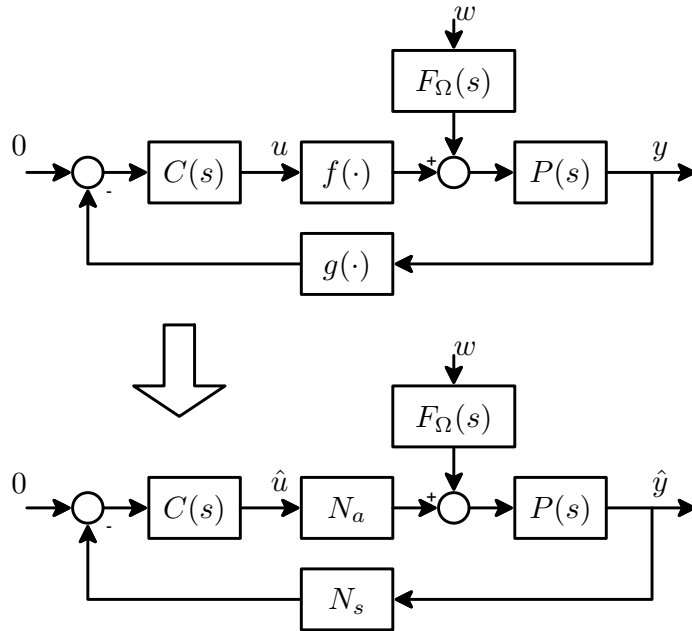 w
F_Ω(s)
0 C(s) u f(·) + P(s) y
-
g(·)
w
F_Ω(s)
0 C(s) û N_a + P(s) ŷ
-
N_s